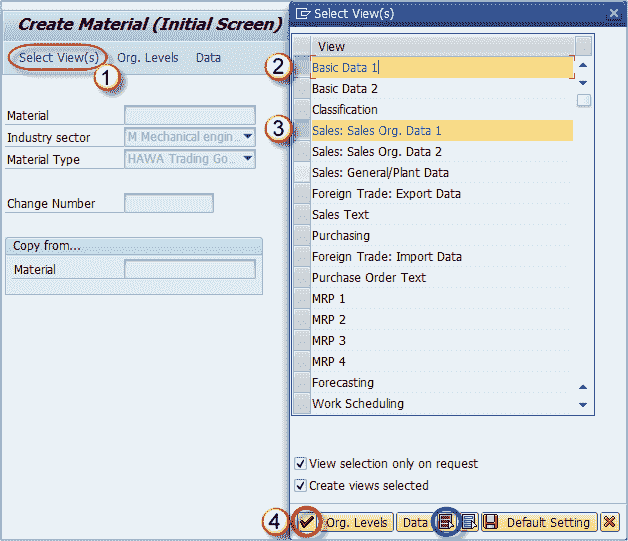 Create Material (Initial Screen)
Select View(s) Org. Levels Data
1
Material
Industry sector M Mechanical engin...
Material Type HAWA Trading Go...
Change Number
Copy from...
Material
Select View(s)
View
2 Basic Data 1
Basic Data 2
Classification
3 Sales: Sales Org. Data 1
Sales: Sales Org. Data 2
Sales: General/Plant Data
Foreign Trade: Export Data
Sales Text
Purchasing
Foreign Trade: Import Data
Purchase Order Text
MRP 1
MRP 2
MRP 3
MRP 4
Forecasting
Work Scheduling
View selection only on request
Create views selected
4 Org. Levels Data Default Setting